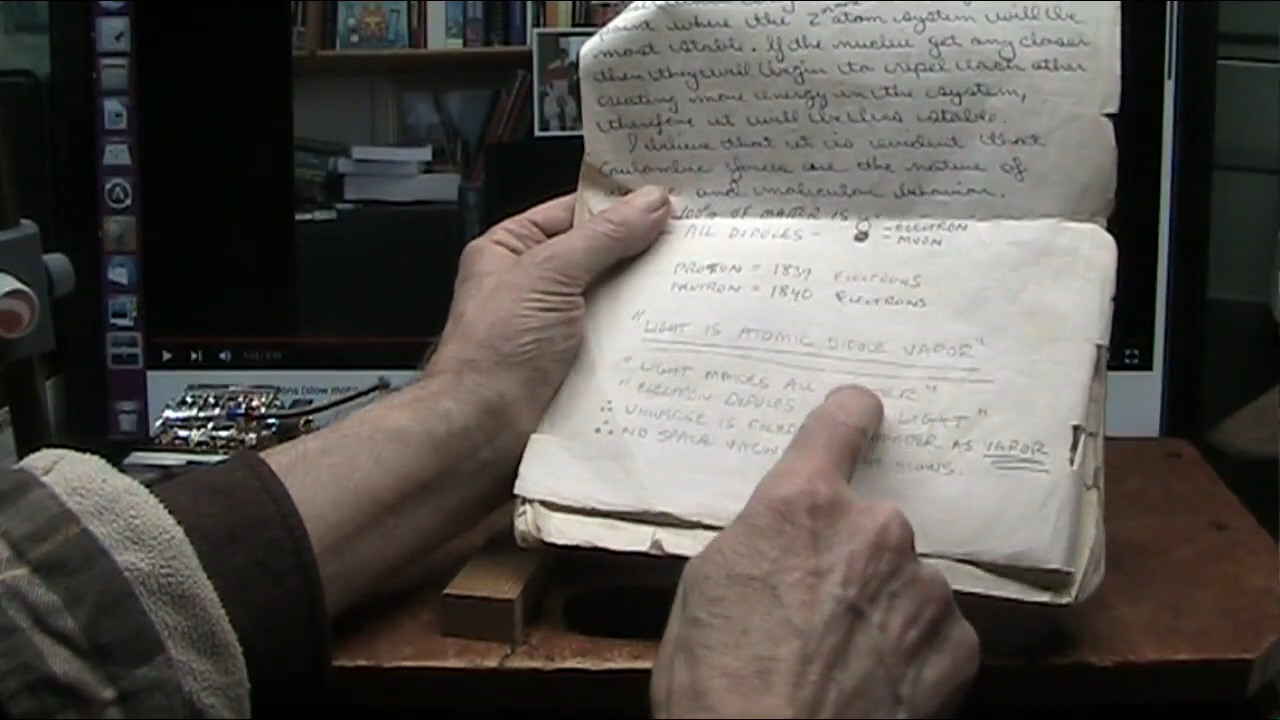 point where the 2nd atom system will be
most stable. If the nuclei get any closer
then they will begin to repel each other
creating more energy in the system,
therefore it will be less stable.
I believe that it is evident that
Coulombic forces are the nature of
and molecular behavior.
100% OF MATTER IS - ELECTRON
ALL DIPOLES - - MUON
PROTON = 1839 ELECTRONS
NEUTRON = 1840 ELECTRONS
"LIGHT IS ATOMIC DIPOLE VAPOR"
"LIGHT MAKES ALL "
"ELECTRON DIPOLES LIGHT"
∴ UNIVERSE IS MATTER AS VAPOR
∴ NO SPACE SLOWS.
(slow